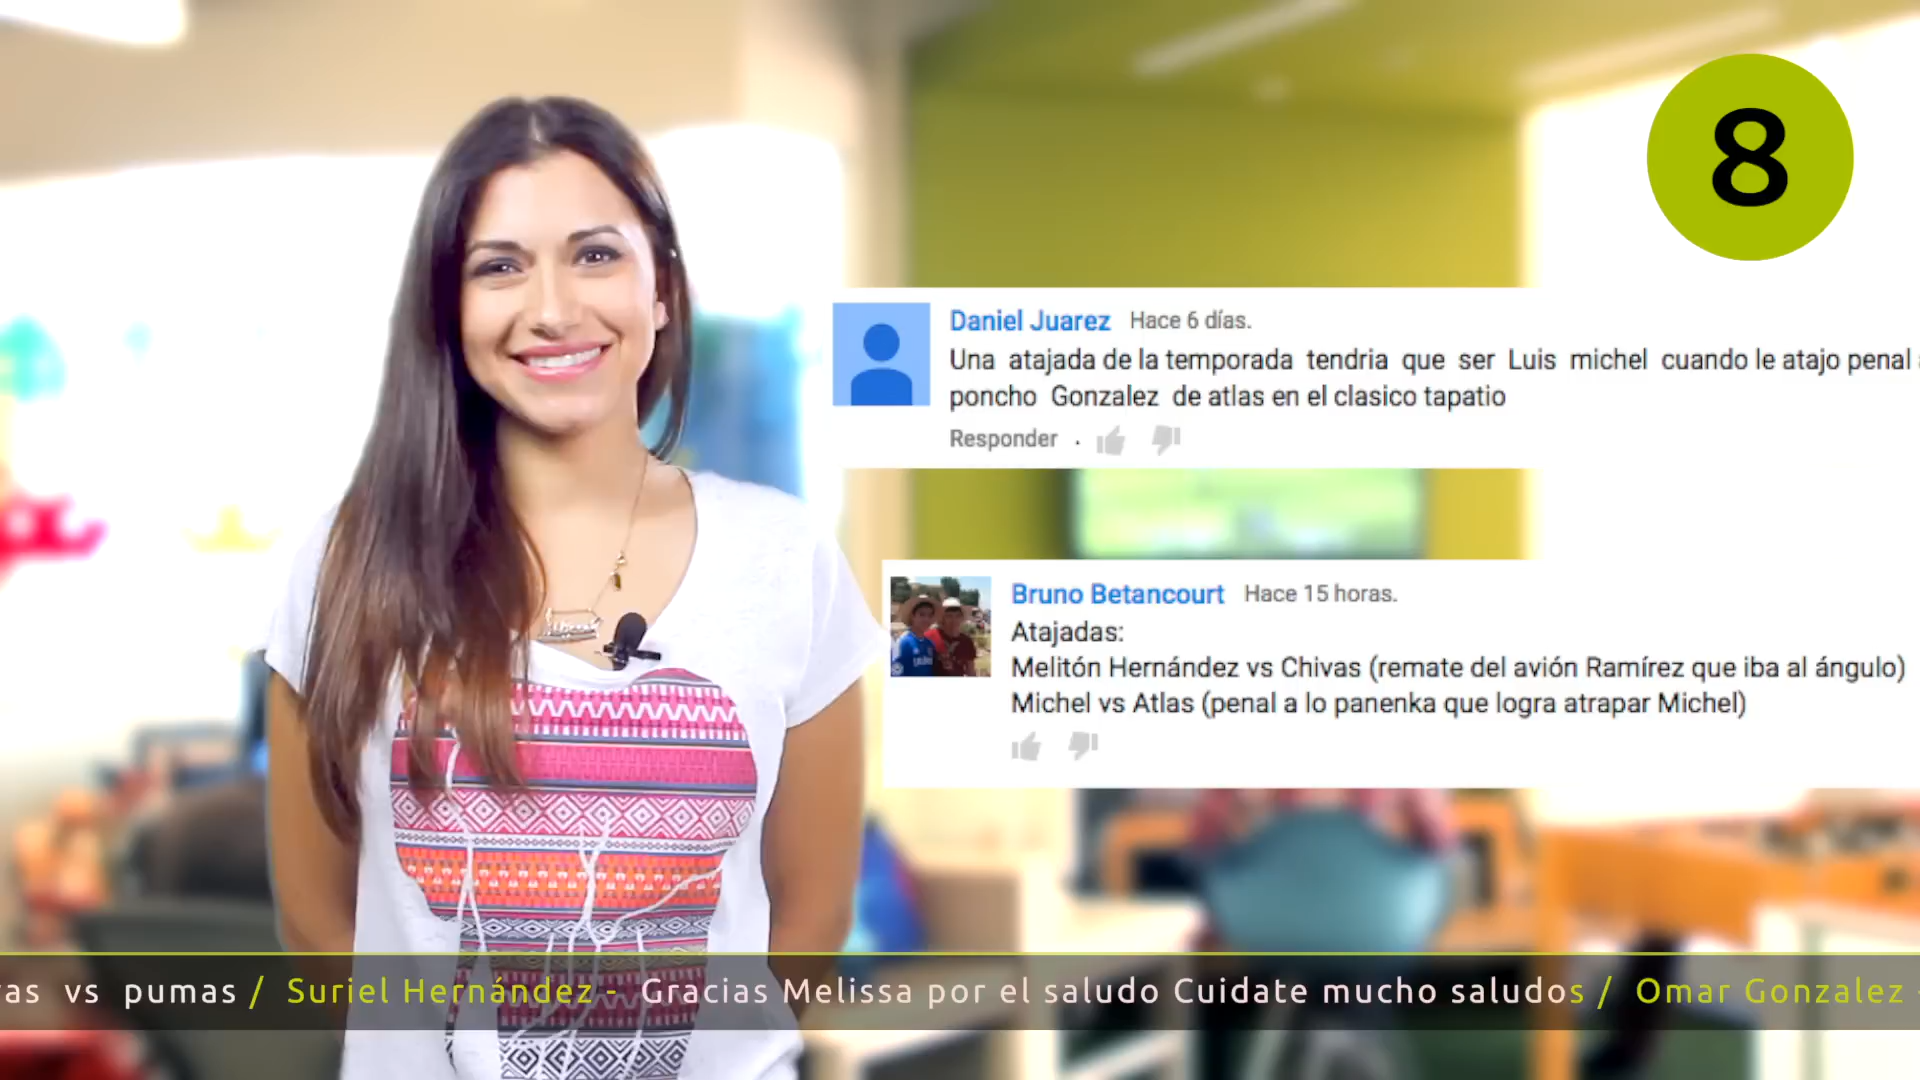 8
Daniel Juarez Hace 6 días.
Una atajada de la temporada tendria que ser Luis michel cuando le atajo penal
poncho Gonzalez de atlas en el clasico tapatio
Responder .
Bruno Betancourt Hace 15 horas.
Atajadas:
Melitón Hernández vs Chivas (remate del avión Ramírez que iba al ángulo)
Michel vs Atlas (penal a lo panenka que logra atrapar Michel)
vs pumas / Suriel Hernández - Gracias Melissa por el saludo Cuidate mucho saludos / Omar Gonzalez